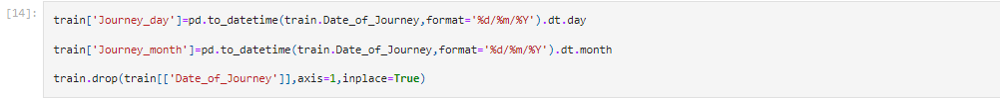 [14]:
train['Journey_day']=pd.to_datetime(train.Date_of_Journey,format='%d/%m/%Y').dt.day
train['Journey_month']=pd.to_datetime(train.Date_of_Journey,format='%d/%m/%Y').dt.month
train.drop(train[['Date_of_Journey']],axis=1,inplace=True)